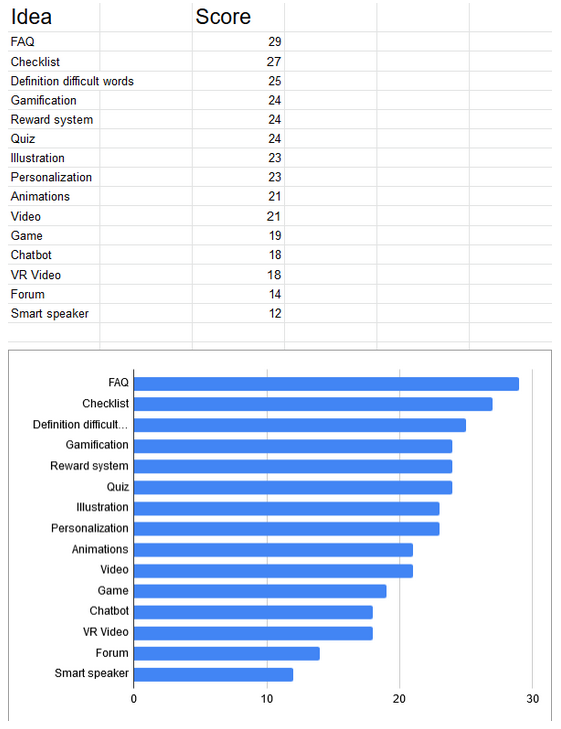 Idea Score
FAQ 29
Checklist 27
Definition difficult words 25
Gamification 24
Reward system 24
Quiz 24
Illustration 23
Personalization 23
Animations 21
Video 21
Game 19
Chatbot 18
VR Video 18
Forum 14
Smart speaker 12
FAQ
Checklist
Definition difficult...
Gamification
Reward system
Quiz
Illustration
Personalization
Animations
Video
Game
Chatbot
VR Video
Forum
Smart speaker
0 10 20 30